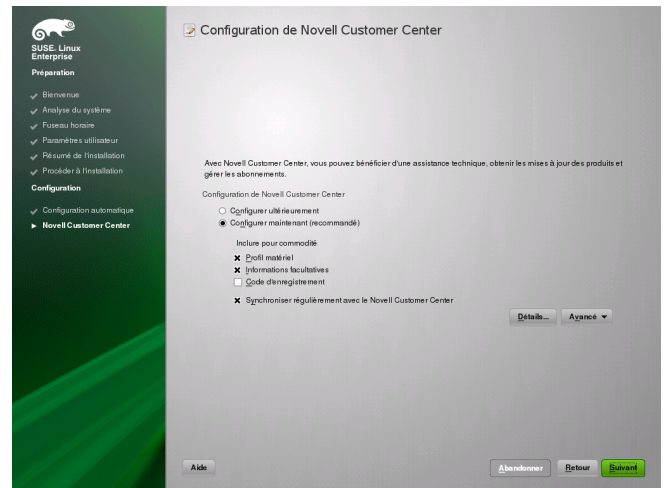 SUSE. Linux
Enterprise
Préparation
Bienvenue
Analyse du système
Fuseau horaire
Paramètres utilisateur
Résumé de l'installation
Procéder à l'installation
Configuration
Configuration automatique
Novell Customer Center
Configuration de Novell Customer Center
Avec Novell Customer Center, vous pouvez bénéficier d'une assistance technique, obtenir les mises à jour des produits et
gérer les abonnements.
Configuration de Novell Customer Center
Configurer ultérieurement
Configurer maintenant (recommandé)
Inclure pour commodité
Profil matériel
Informations facultatives
Code d'enregistrement
Synchroniser régulièrement avec le Novell Customer Center
Détails...
Avancé
Aide
Abandonner
Retour
Suivant